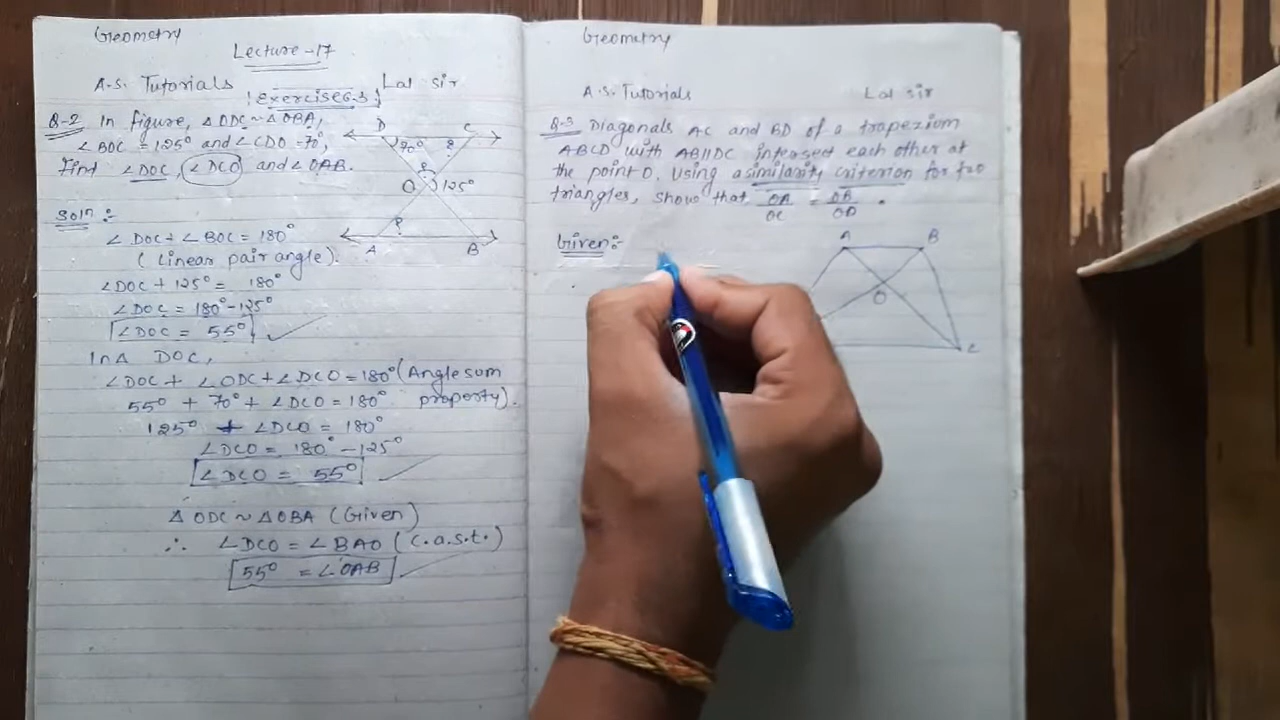 Geometry
Lecture-17
A.S. Tutorials
Lal sir
Exercise 6.3
Q-2 In figure, △ODC ~ △OBA,
∠BOC = 125° and ∠CDO = 70°,
Find ∠DOC, ∠DCO and ∠OAB.
D C
70° ?
?
O 125°
?
A B
Soln:-
∠DOC + ∠BOC = 180°
(Linear pair angle).
∠DOC + 125° = 180°
∠DOC = 180° - 125°
∠DOC = 55°
In △ DOC,
∠DOC + ∠ODC + ∠DCO = 180° (Angle sum
55° + 70° + ∠DCO = 180° property).
125° + ∠DCO = 180°
∠DCO = 180° - 125°
∠DCO = 55°
△ ODC ~ △OBA (Given)
∴ ∠DCO = ∠BAO (C.a.s.t.)
55° = ∠OAB
Geometry
A.S. Tutorials
Lal sir
Q.3 Diagonals AC and BD of a trapezium
ABCD with AB||DC intersect each other at
the point O. Using a similarity criterion for two
triangles, show that OA/OC = OB/OD .
Given:-
A B
O
C